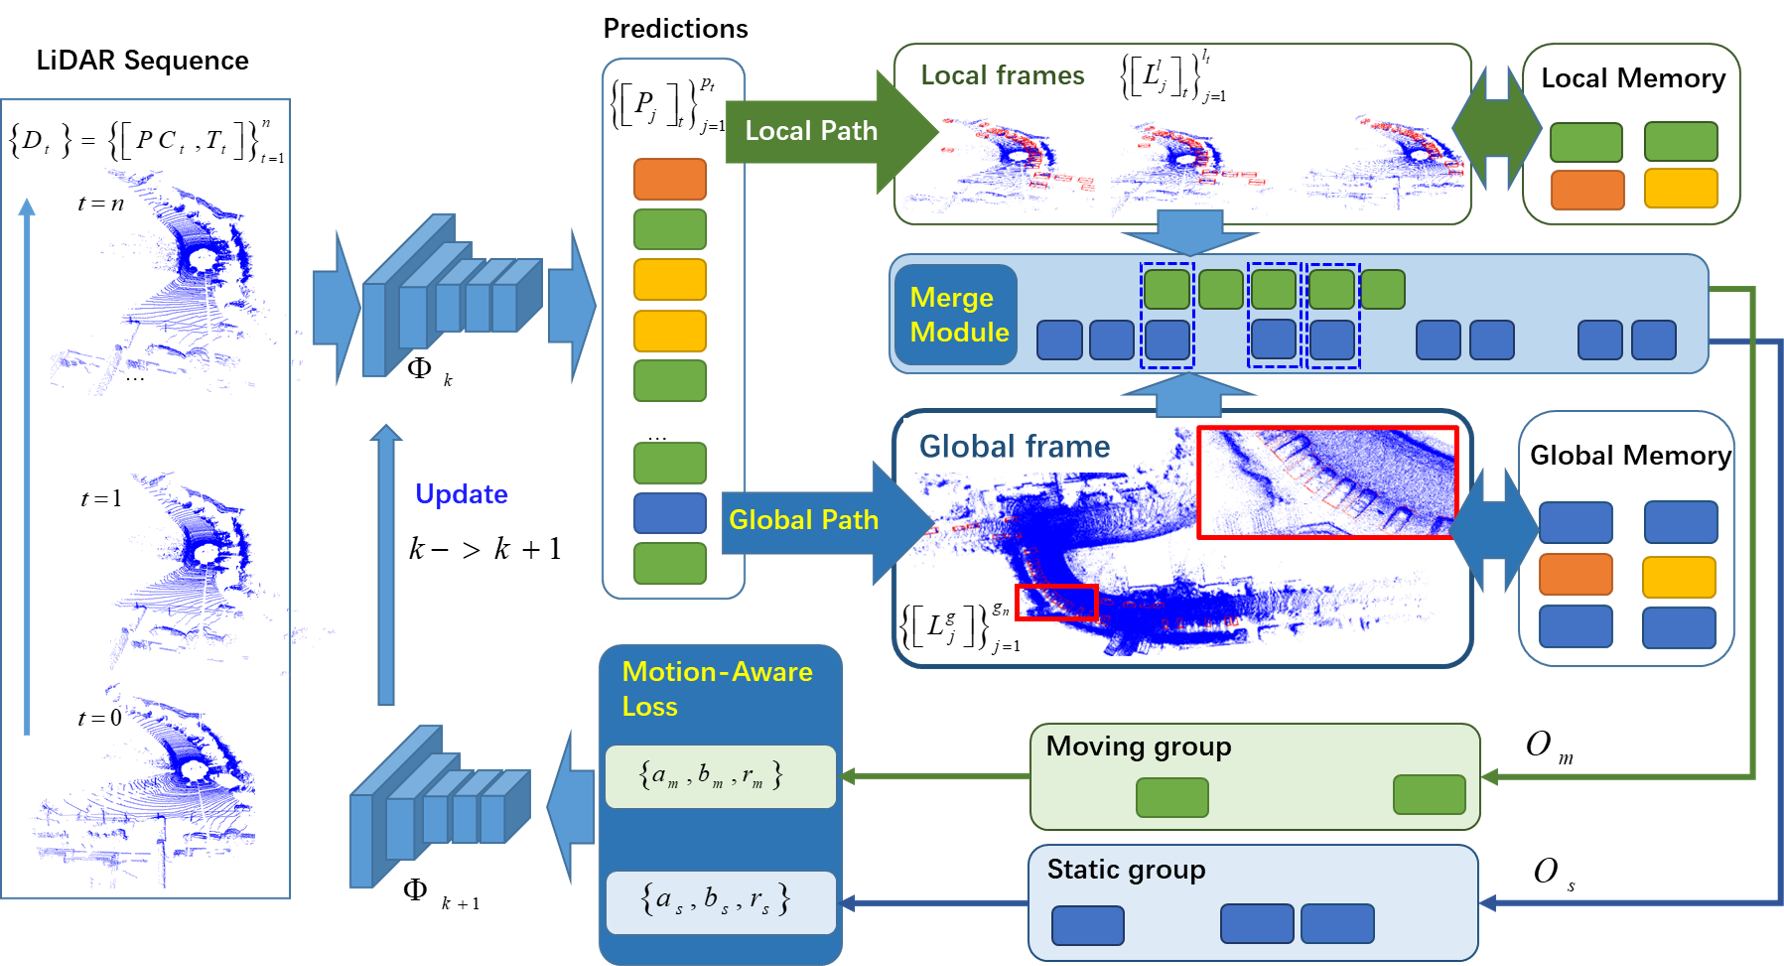 LiDAR Sequence
{D_t} = {[PC_t, T_t]}_{t=1}^n
t = n
...
t = 1
t = 0
Φ_k
Update
k -> k + 1
Φ_{k+1}
Predictions
{[P_j]_t}_{j=1}^{p_t}
...
Local Path
Global Path
Local frames
{[L_j^l]_t}_{j=1}^{l_t}
Local Memory
Merge
Module
Global frame
{[L_j^g]}_{j=1}^{g_n}
Global Memory
Motion-Aware
Loss
{a_m, b_m, r_m}
{a_s, b_s, r_s}
Moving group
O_m
Static group
O_s